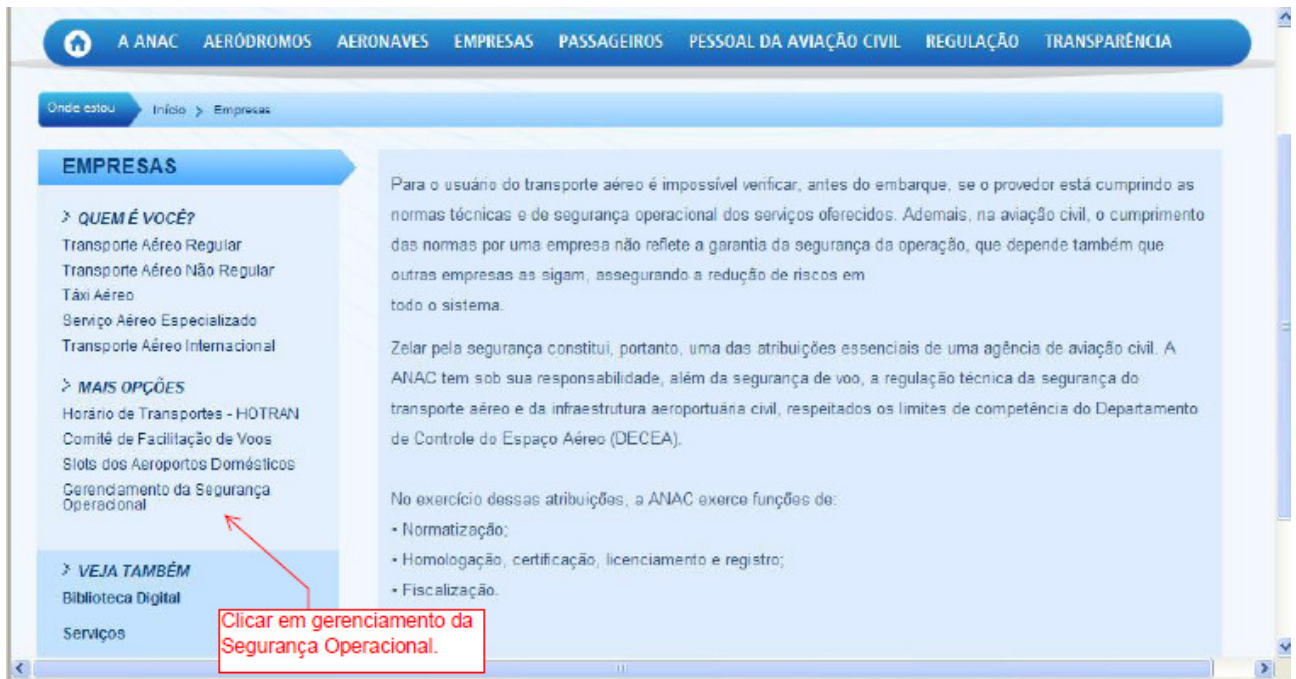 A ANAC AERÓDROMOS AERONAVES EMPRESAS PASSAGEIROS PESSOAL DA AVIAÇÃO CIVIL REGULAÇÃO TRANSPARÊNCIA
Onde estou Início > Empresas
EMPRESAS
> QUEM É VOCÊ?
Transporte Aéreo Regular
Transporte Aéreo Não Regular
Táxi Aéreo
Serviço Aéreo Especializado
Transporte Aéreo Internacional
> MAIS OPÇÕES
Horário de Transportes - HOTRAN
Comitê de Facilitação de Voos
Slots dos Aeroportos Domésticos
Gerenciamento da Segurança
Operacional
> VEJA TAMBÉM
Biblioteca Digital
Serviços
Clicar em gerenciamento da
Segurança Operacional.
Para o usuário do transporte aéreo é impossível verificar, antes do embarque, se o provedor está cumprindo as
normas técnicas e de segurança operacional dos serviços oferecidos. Ademais, na aviação civil, o cumprimento
das normas por uma empresa não reflete a garantia da segurança da operação, que depende também que
outras empresas as sigam, assegurando a redução de riscos em
todo o sistema.
Zelar pela segurança constitui, portanto, uma das atribuições essenciais de uma agência de aviação civil. A
ANAC tem sob sua responsabilidade, além da segurança de voo, a regulação técnica da segurança do
transporte aéreo e da infraestrutura aeroportuária civil, respeitados os limites de competência do Departamento
de Controle do Espaço Aéreo (DECEA).
No exercício dessas atribuições, a ANAC exerce funções de:
• Normatização;
• Homologação, certificação, licenciamento e registro;
• Fiscalização.